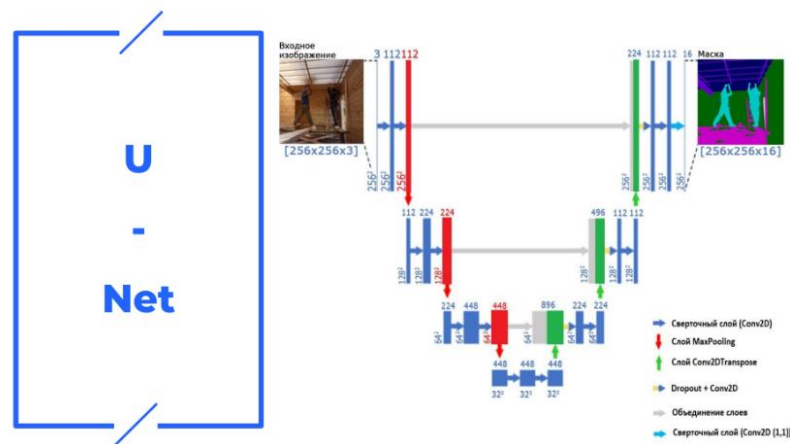 U
-
Net
Входное
изображение
3 112 112
224 112 112 16
Маска
[256x256x3]
[256x256x16]
256² 256² 256²
256² 256²
112 224 224
496 112 112
128² 128² 128²
128² 128² 128²
224 448 448
896 224 224
64² 64² 64²
64² 64² 64²
448 448 448
32² 32² 32²
Сверточный слой (Conv2D)
Слой MaxPooling
Слой Conv2DTranspose
Dropout + Conv2D
Объединение слоев
Сверточный слой (Conv2D (1,1))